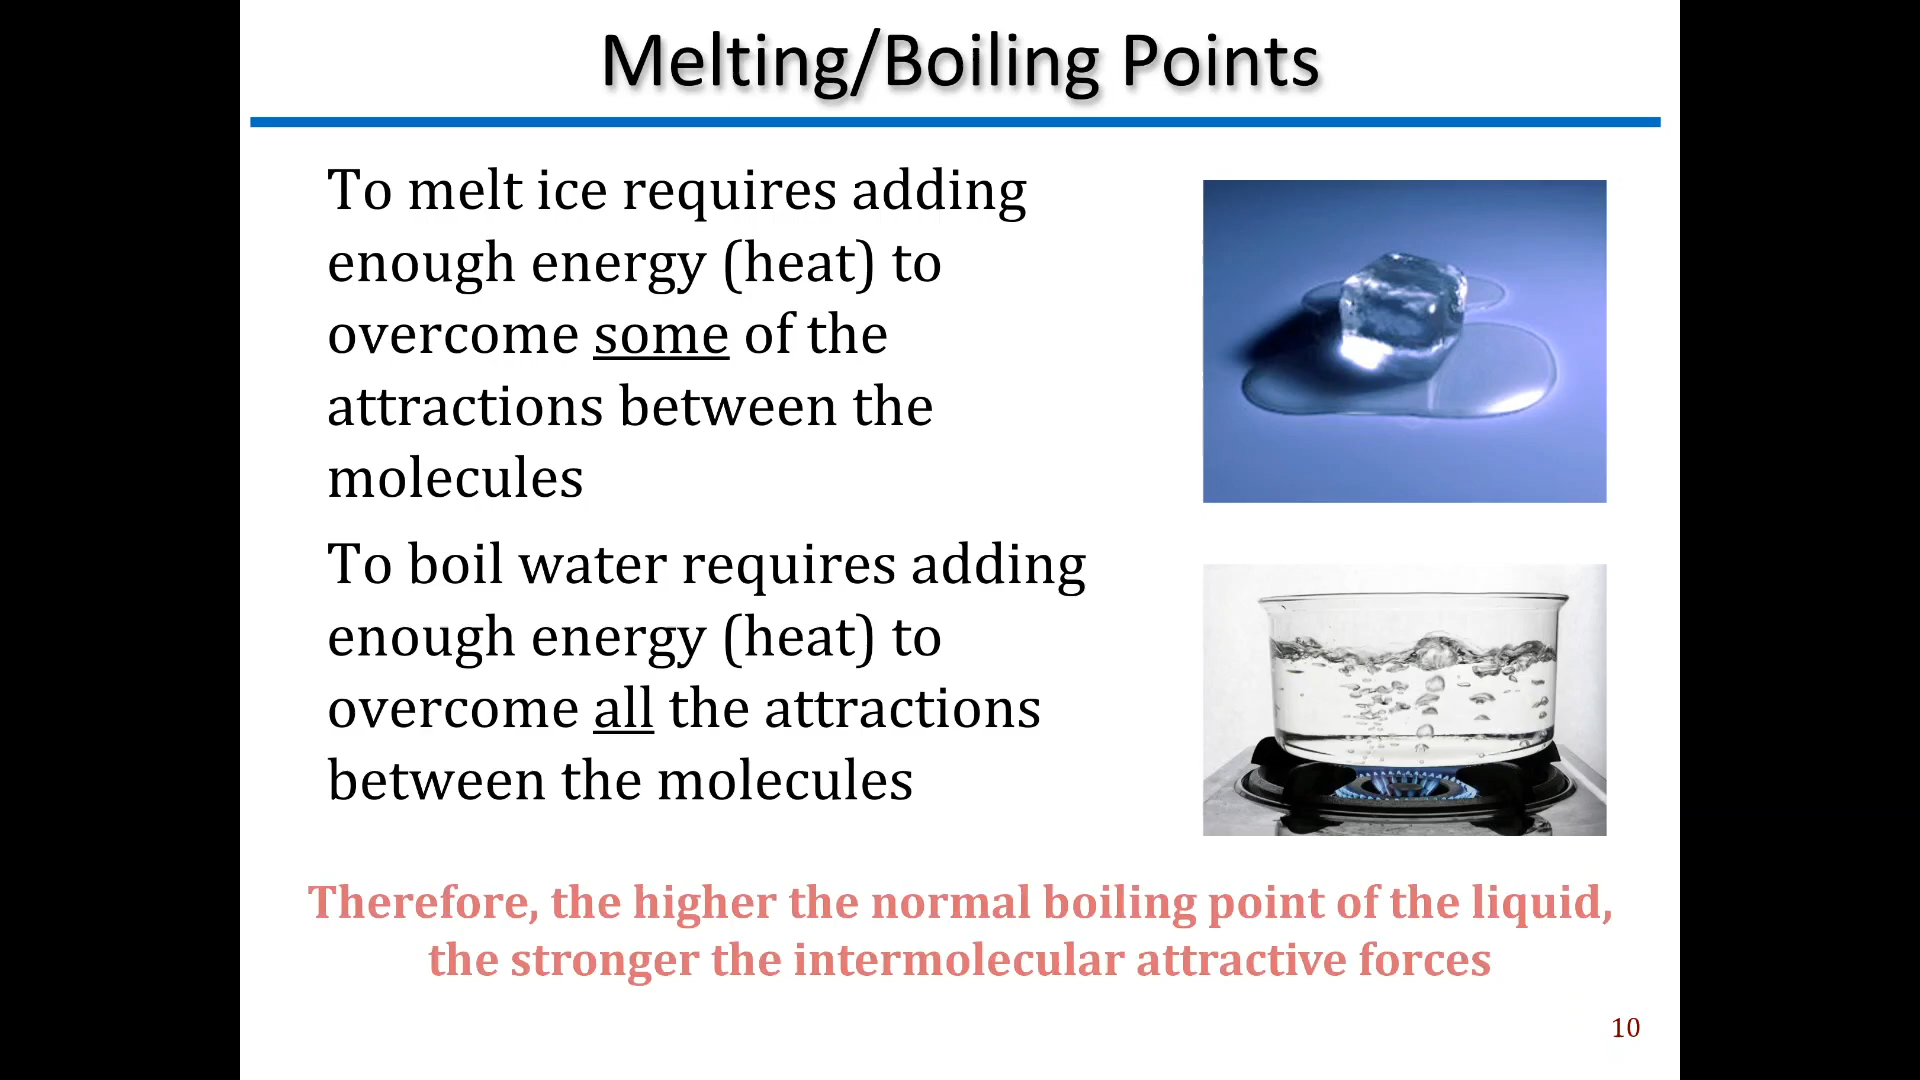 Melting/Boiling Points
To melt ice requires adding
enough energy (heat) to
overcome some of the
attractions between the
molecules
To boil water requires adding
enough energy (heat) to
overcome all the attractions
between the molecules
Therefore, the higher the normal boiling point of the liquid,
the stronger the intermolecular attractive forces
10